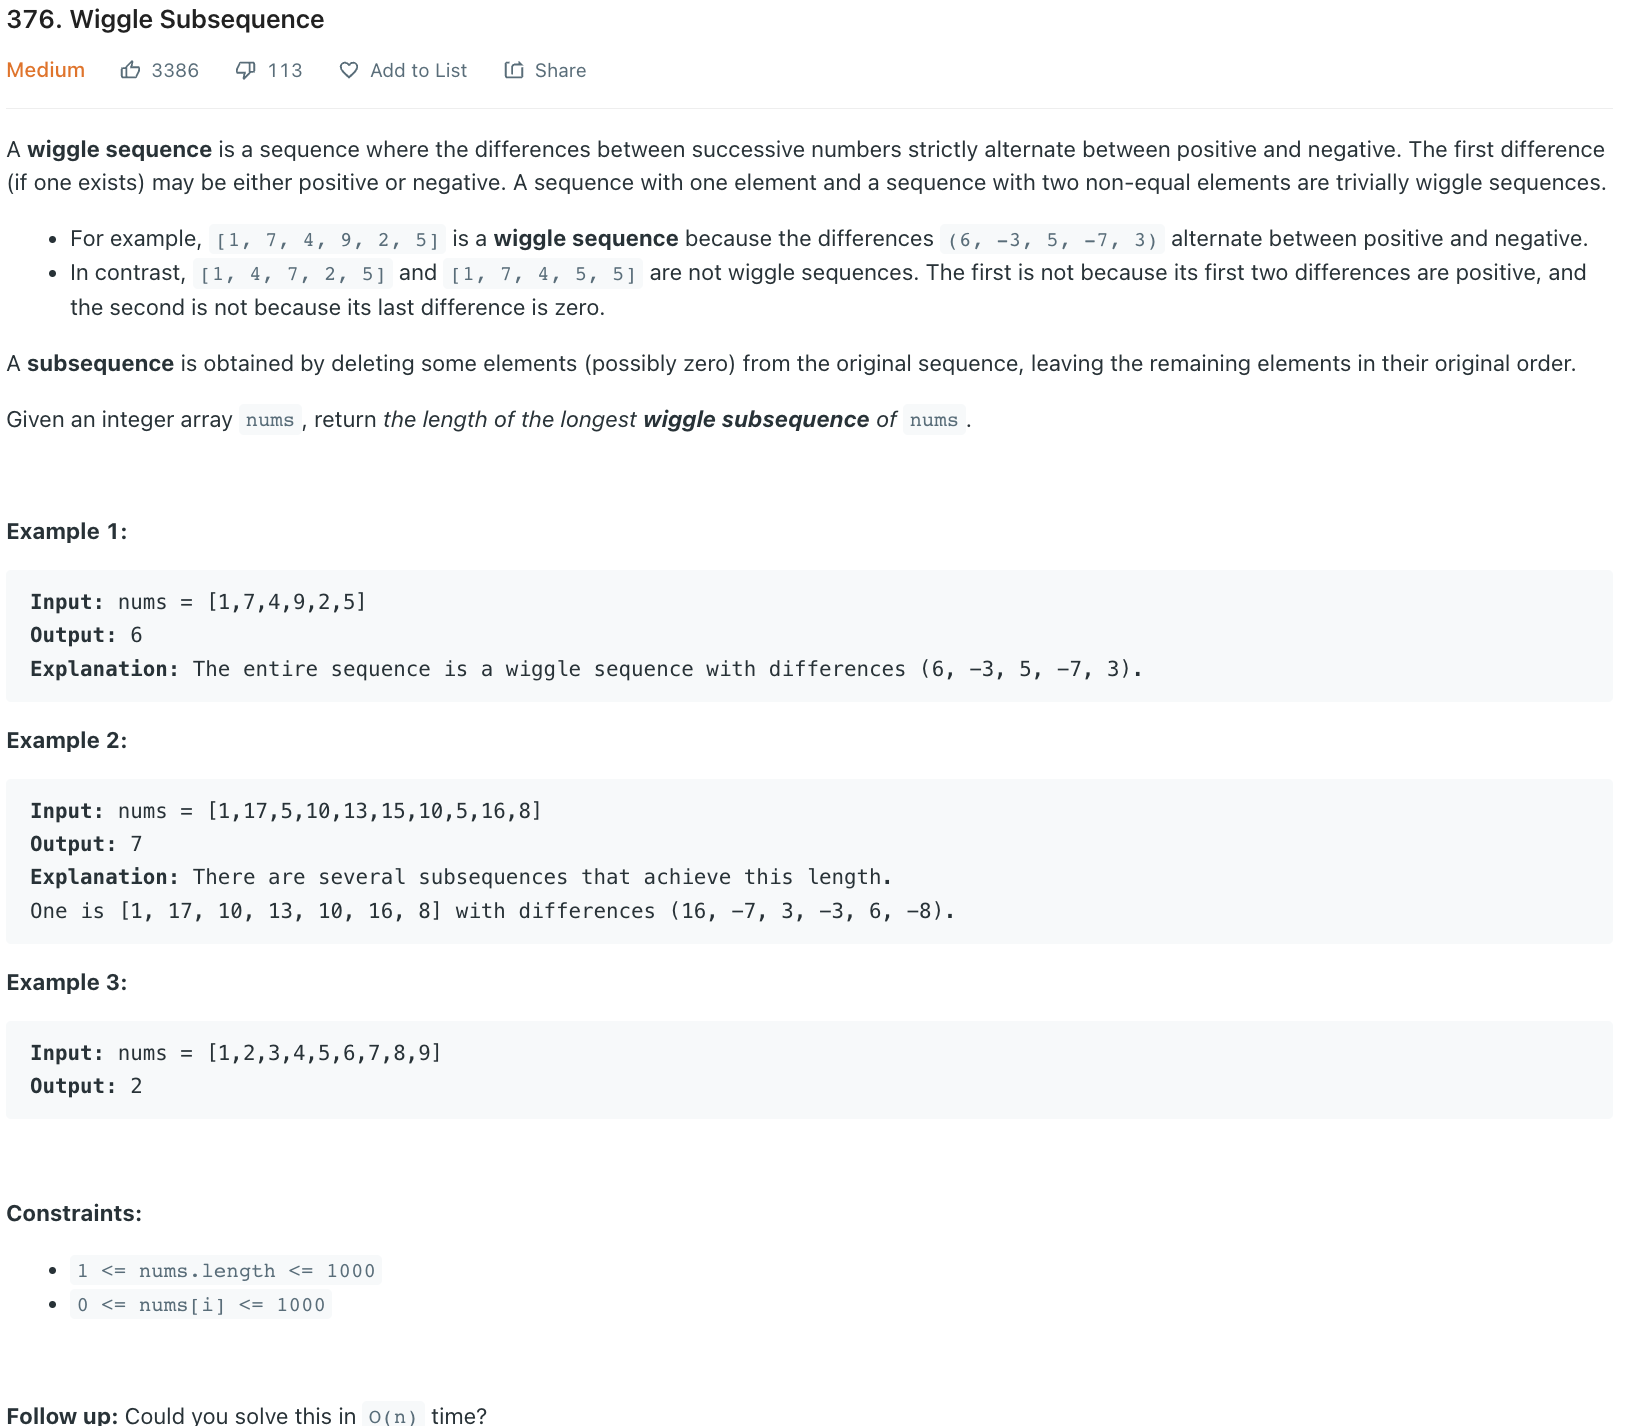 376. Wiggle Subsequence
Medium 3386 113 Add to List Share
A wiggle sequence is a sequence where the differences between successive numbers strictly alternate between positive and negative. The first difference
(if one exists) may be either positive or negative. A sequence with one element and a sequence with two non-equal elements are trivially wiggle sequences.
• For example, [1, 7, 4, 9, 2, 5] is a wiggle sequence because the differences (6, −3, 5, −7, 3) alternate between positive and negative.
• In contrast, [1, 4, 7, 2, 5] and [1, 7, 4, 5, 5] are not wiggle sequences. The first is not because its first two differences are positive, and
the second is not because its last difference is zero.
A subsequence is obtained by deleting some elements (possibly zero) from the original sequence, leaving the remaining elements in their original order.
Given an integer array nums , return the length of the longest wiggle subsequence of nums .
Example 1:
Input: nums = [1,7,4,9,2,5]
Output: 6
Explanation: The entire sequence is a wiggle sequence with differences (6, −3, 5, −7, 3).
Example 2:
Input: nums = [1,17,5,10,13,15,10,5,16,8]
Output: 7
Explanation: There are several subsequences that achieve this length.
One is [1, 17, 10, 13, 10, 16, 8] with differences (16, −7, 3, −3, 6, −8).
Example 3:
Input: nums = [1,2,3,4,5,6,7,8,9]
Output: 2
Constraints:
• 1 <= nums.length <= 1000
• 0 <= nums[i] <= 1000
Follow up: Could you solve this in O(n) time?